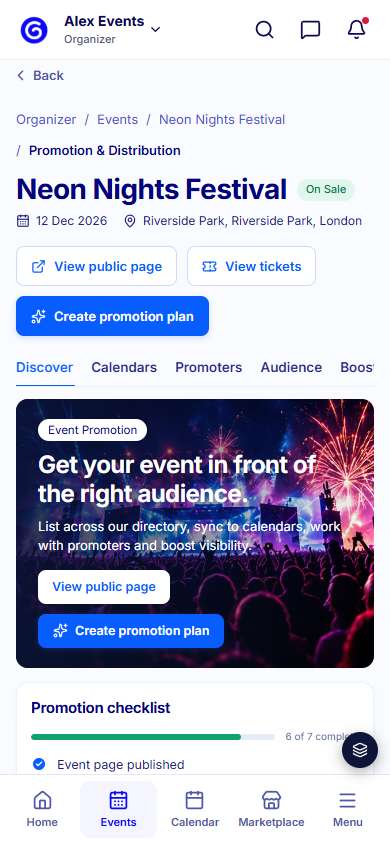 Alex Events
Organizer
Back
Organizer / Events / Neon Nights Festival
/ Promotion & Distribution
Neon Nights Festival On Sale
12 Dec 2026 Riverside Park, Riverside Park, London
View public page View tickets
Create promotion plan
Discover Calendars Promoters Audience Boost
Event Promotion
Get your event in front of
the right audience.
List across our directory, sync to calendars, work
with promoters and boost visibility.
View public page
Create promotion plan
Promotion checklist
6 of 7
Event page published
Home Events Calendar Marketplace Menu